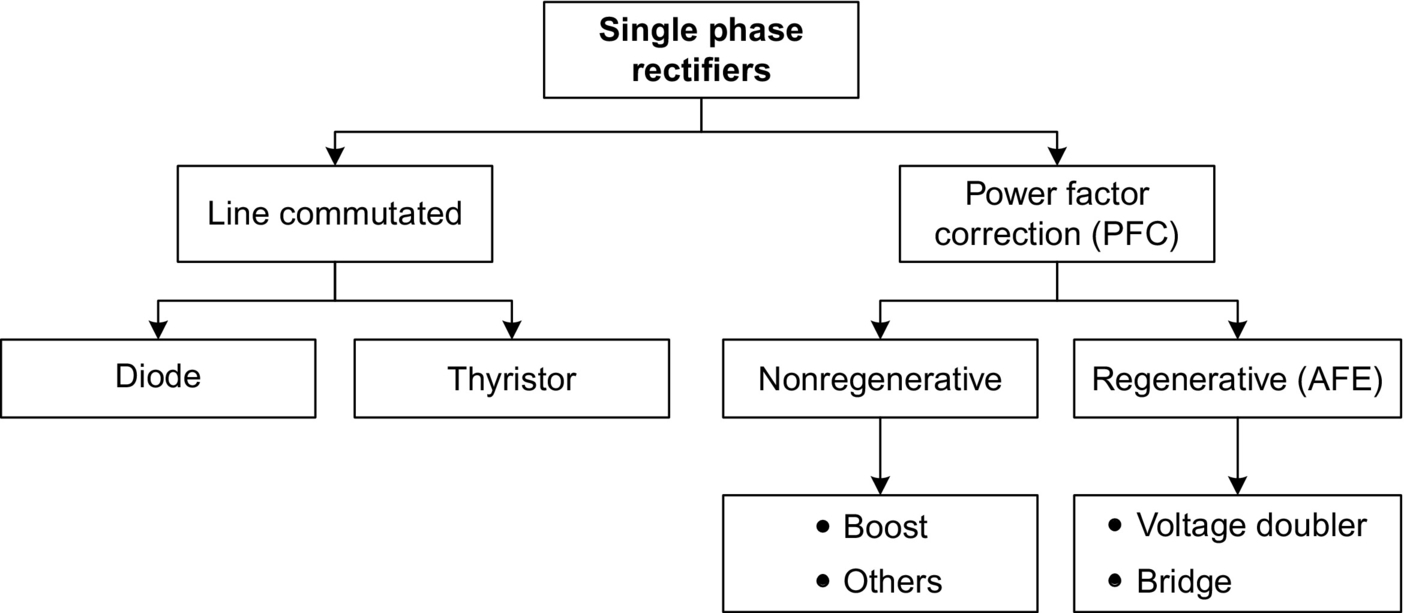 Single phase
rectifiers
Line commutated
Power factor
correction (PFC)
Diode
Thyristor
Nonregenerative
Regenerative (AFE)
• Boost
• Others
• Voltage doubler
• Bridge